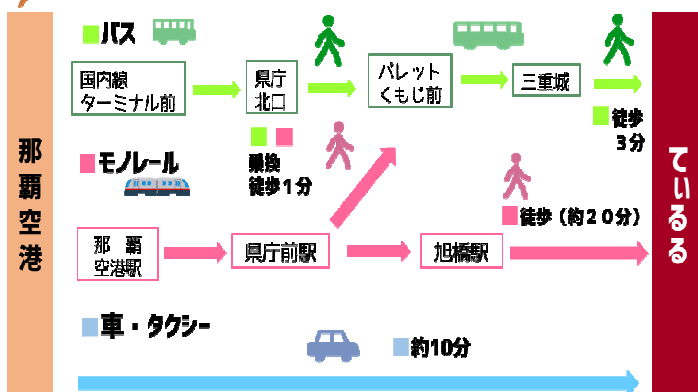 那覇空港
バス
国内線
ターミナル前
県庁
北口
パレット
くもじ前
三重城
徒歩
3分
乗換
徒歩1分
モノレール
徒歩(約20分)
那 覇
空港駅
県庁前駅
旭橋駅
車・タクシー
約10分
てぃるる